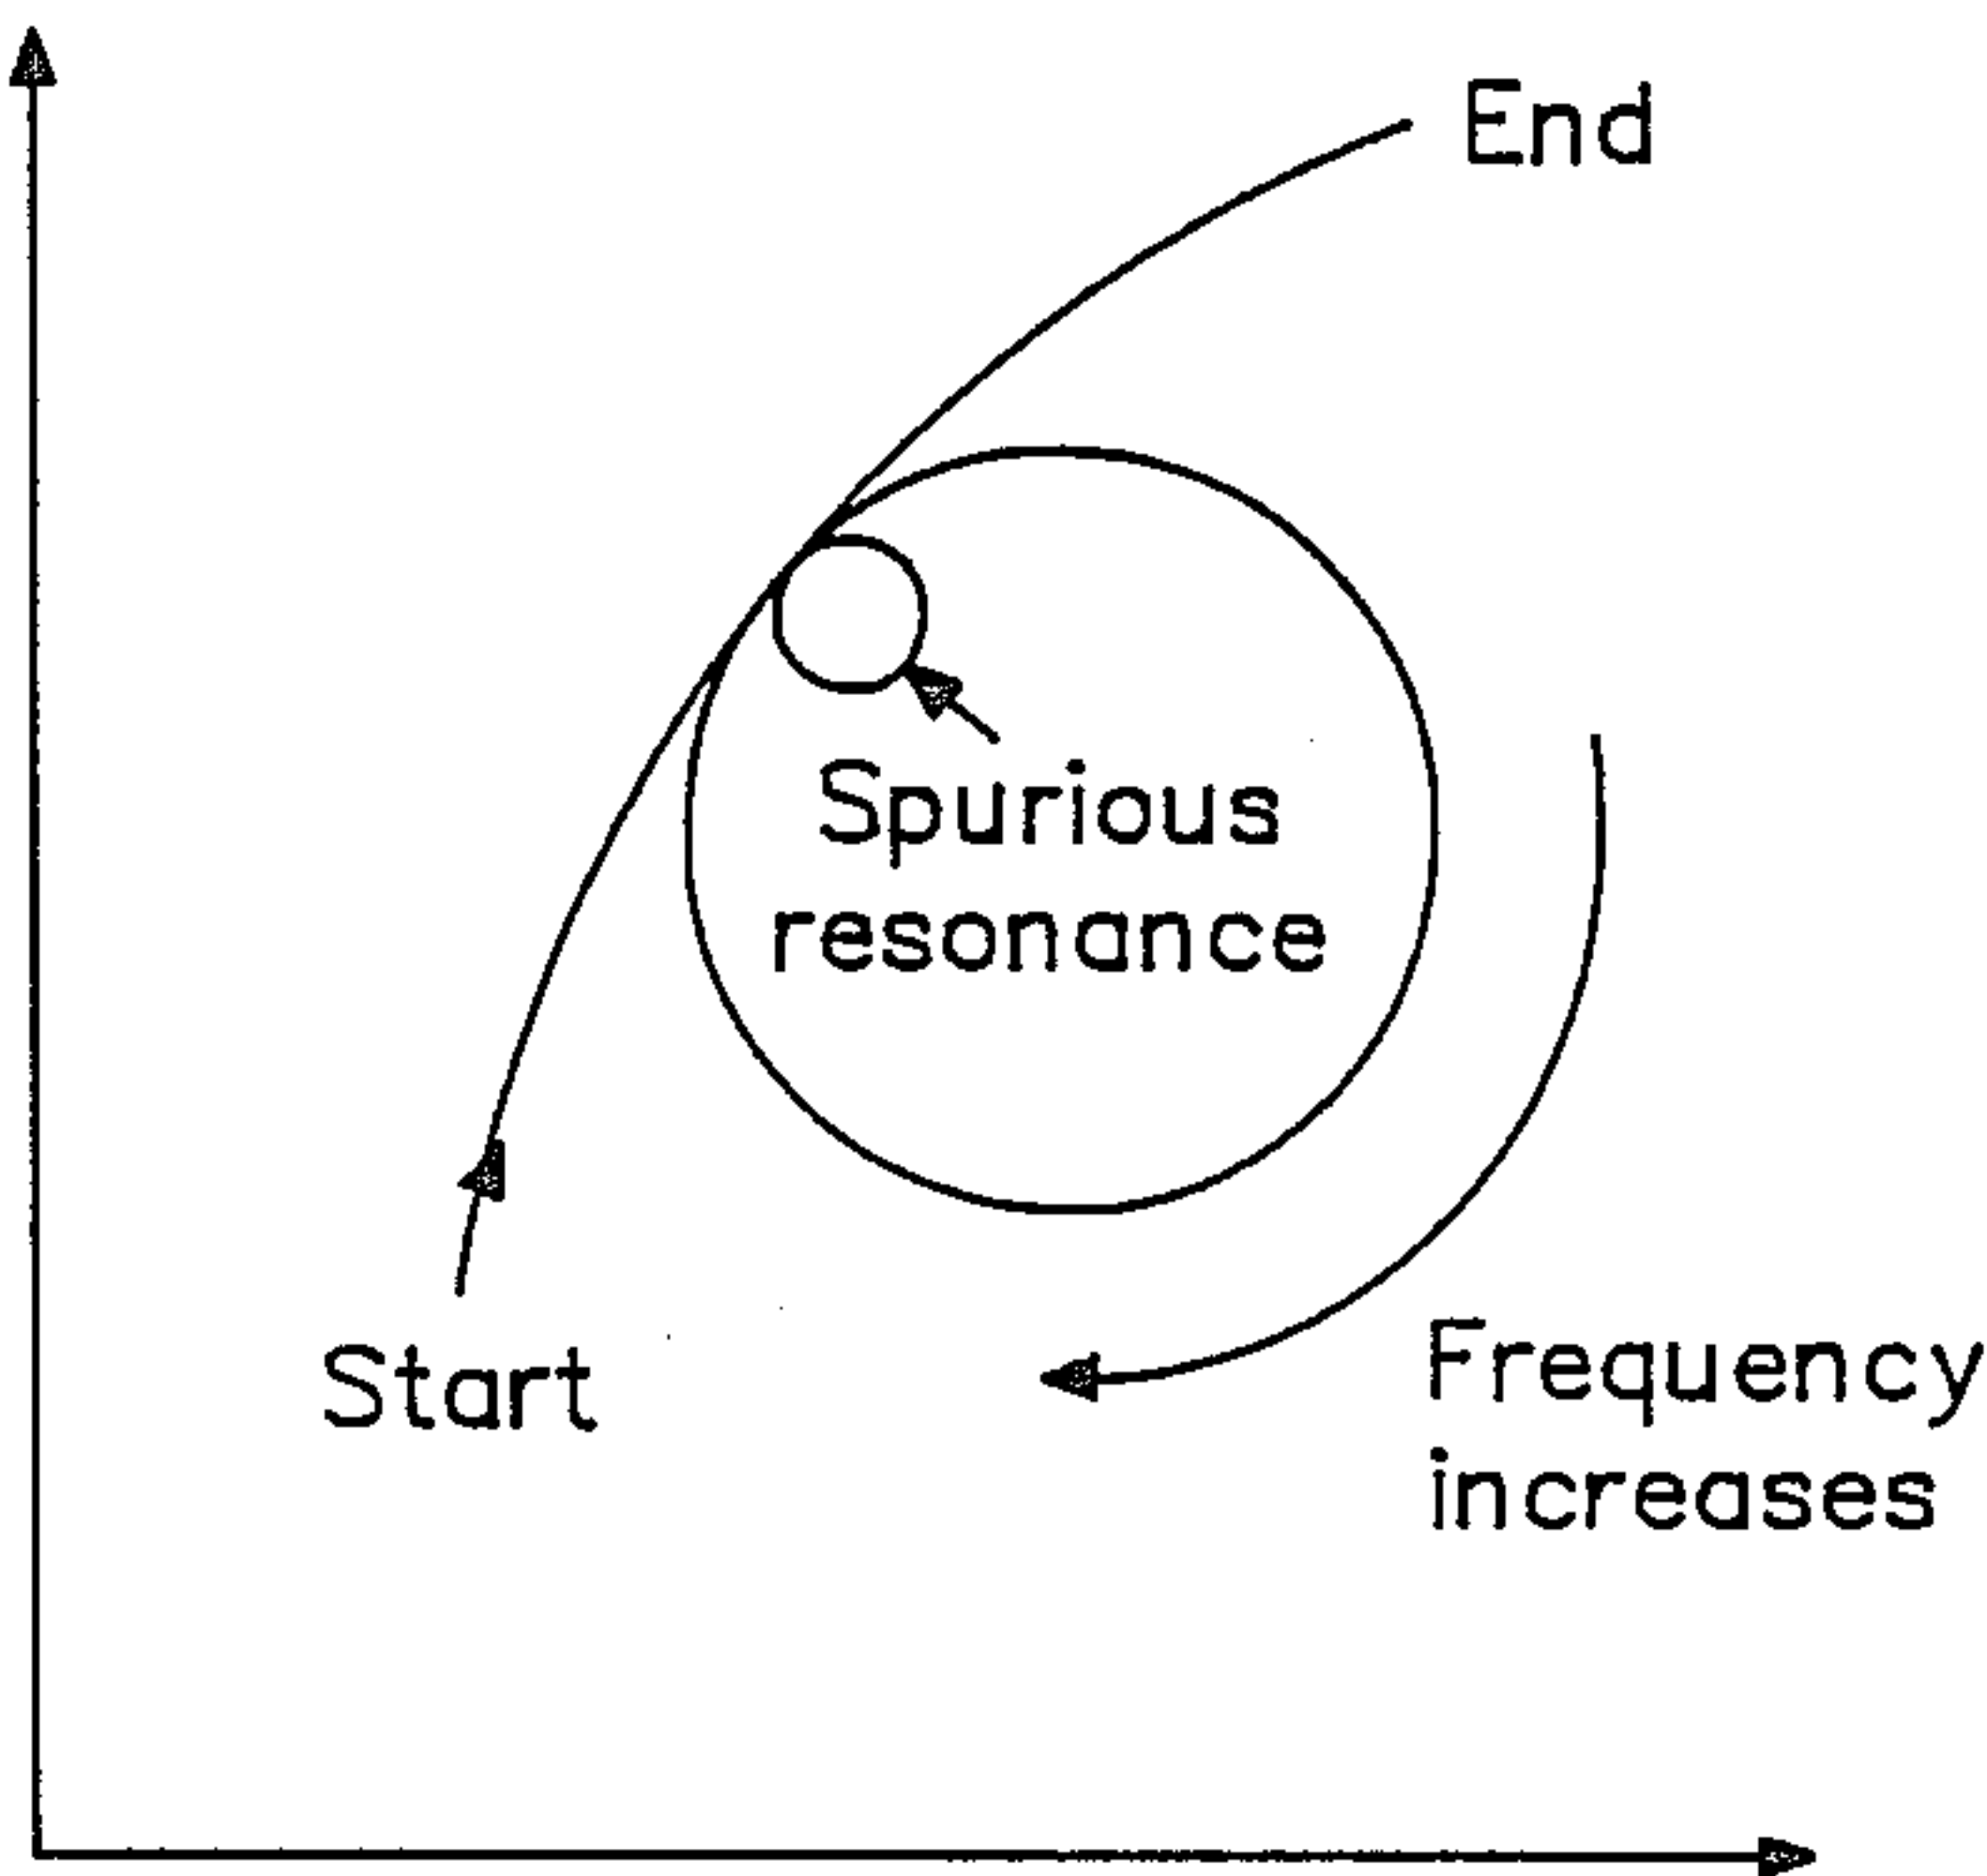 End
Spurious
resonance
Start
Frequency
increases